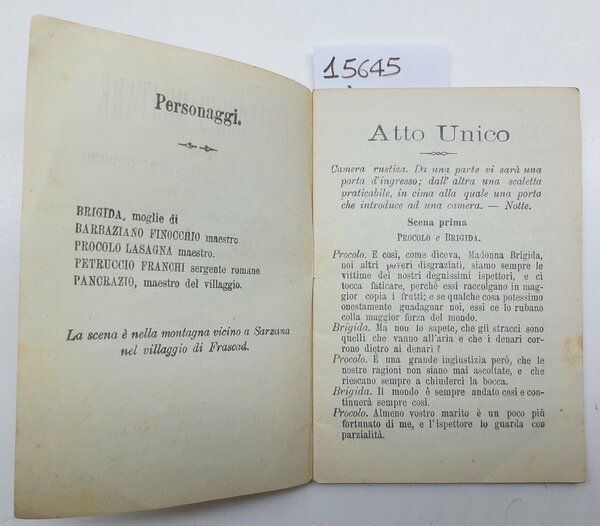 15645
Personaggi.
BRIGIDA, moglie di
BARBAZIANO FINOCCHIO maestro
PROCOLO LASAGNA maestro.
PETRUCCIO FRANCHI sergente romano.
PANCRAZIO, maestro del villaggio.
La scena è nella montagna vicino a Sarzana
nel villaggio di Frascad.
Atto Unico
Camera rustica. Da una parte vi sarà una
porta d'ingresso; dall'altra una scaletta
praticabile, in cima alla quale una porta
che introduce ad una camera. — Notte.
Scena prima
PROCOLO e BRIGIDA.
Procolo. E così, come diceva, Madonna Brigida,
noi altri poveri disgraziati, siamo sempre le
vittime dei nostri degnissimi ispettori, e ci
tocca faticare, perchè essi raccolgano in mag-
gior copia i frutti; e se qualche cosa potessimo
onestamente guadagnar noi, essi ce lo rubano
colla maggior forza del mondo.
Brigida. Ma non lo sapete, che gli stracci sono
quelli che vanno all'aria e che i denari cor-
rono dietro ai denari?
Procolo. È una grande ingiustizia però, che le
nostre ragioni non siano mai ascoltate, e che
riescano sempre a chiuderci la bocca.
Brigida. Il mondo è sempre andato così e con-
tinuerà sempre così.
Procolo. Almeno vostro marito è un poco più
fortunato di me, e l'ispettore lo guarda con
parzialità.